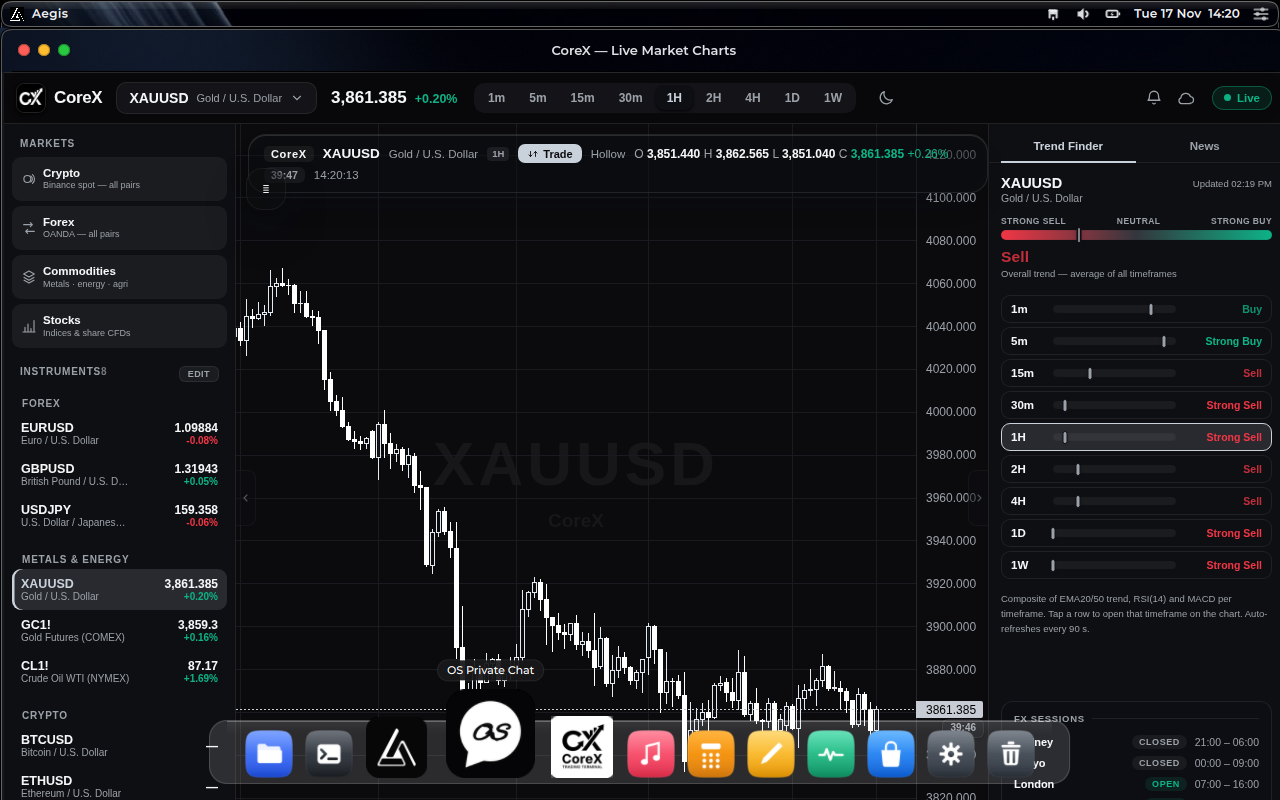 Aegis
Tue 17 Nov 14:20
CoreX — Live Market Charts
CX CoreX
XAUUSD Gold / U.S. Dollar
3,861.385 +0.20%
1m 5m 15m 30m 1H 2H 4H 1D 1W
Live
MARKETS
Crypto
Binance spot — all pairs
Forex
OANDA — all pairs
Commodities
Metals · energy · agri
Stocks
Indices & share CFDs
INSTRUMENTS8 EDIT
FOREX
EURUSD 1.09884
Euro / U.S. Dollar -0.08%
GBPUSD 1.31943
British Pound / U.S. D… +0.05%
USDJPY 159.358
U.S. Dollar / Japanes… -0.06%
METALS & ENERGY
XAUUSD 3,861.385
Gold / U.S. Dollar +0.20%
GC1! 3,859.3
Gold Futures (COMEX) +0.16%
CL1! 87.17
Crude Oil WTI (NYMEX) +1.69%
CRYPTO
BTCUSD —
Bitcoin / U.S. Dollar
ETHUSD —
Ethereum / U.S. Dollar
CoreX XAUUSD Gold / U.S. Dollar 1H Trade Hollow O 3,851.440 H 3,862.565 L 3,851.040 C 3,861.385
39:47 14:20:13
XAUUSD
CoreX
4100.000
4080.000
4060.000
4040.000
4020.000
4000.000
3980.000
3960.000
3940.000
3920.000
3900.000
3880.000
3861.385
39:46
3820.000
OS Private Chat
OS
CX
CoreX
TRADING TERMINAL
Trend Finder News
XAUUSD Updated 02:19 PM
Gold / U.S. Dollar
STRONG SELL NEUTRAL STRONG BUY
Sell
Overall trend — average of all timeframes
1m Buy
5m Strong Buy
15m Sell
30m Strong Sell
1H Strong Sell
2H Sell
4H Sell
1D Strong Sell
1W Strong Sell
Composite of EMA20/50 trend, RSI(14) and MACD per
timeframe. Tap a row to open that timeframe on the chart. Auto-
refreshes every 90 s.
FX SESSIONS
CLOSED 21:00 – 06:00
CLOSED 00:00 – 09:00
London OPEN 07:00 – 16:00